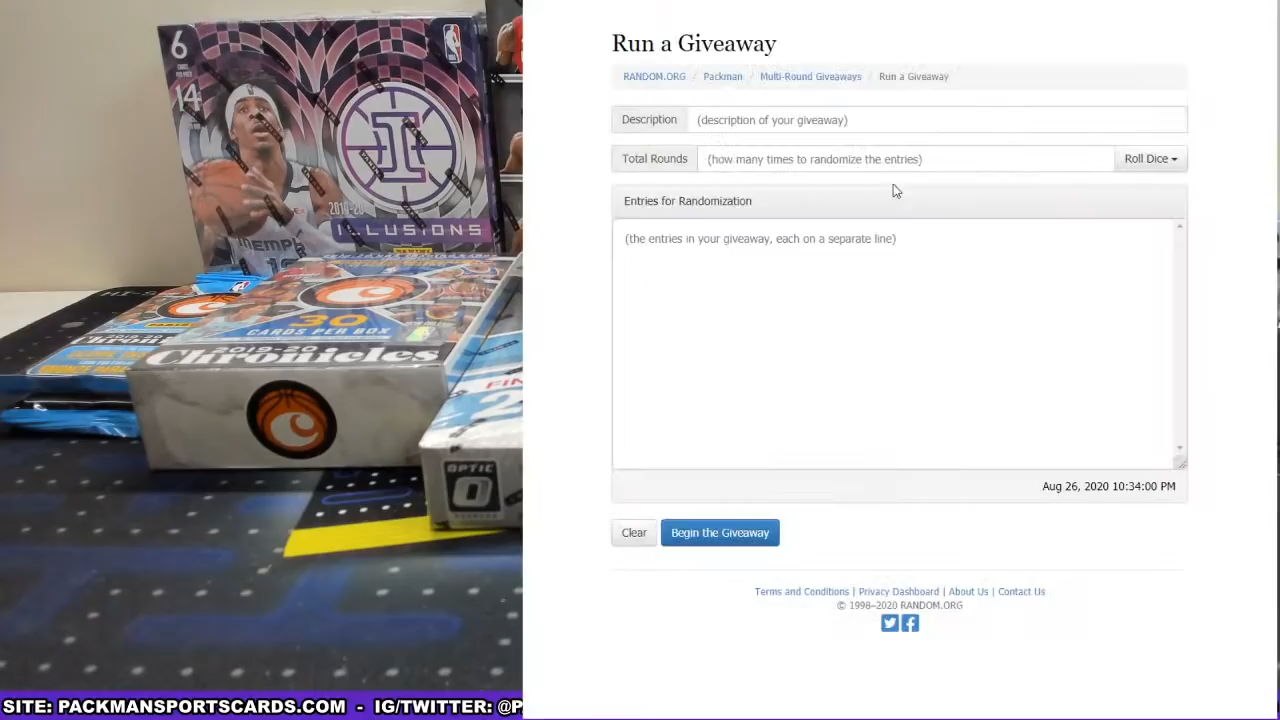 6
14
2019-20
ILLUSIONS
PANINI
MEMPH
30
CARDS PER BOX
2019-20
Chronicles
OPTIC
Run a Giveaway
RANDOM.ORG / Packman / Multi-Round Giveaways / Run a Giveaway
Description (description of your giveaway)
Total Rounds (how many times to randomize the entries) Roll Dice
Entries for Randomization
(the entries in your giveaway, each on a separate line)
Aug 26, 2020 10:34:00 PM
Clear Begin the Giveaway
Terms and Conditions | Privacy Dashboard | About Us | Contact Us
© 1998–2020 RANDOM.ORG
SITE: PACKMANSPORTSCARDS.COM - IG/TWITTER: @P